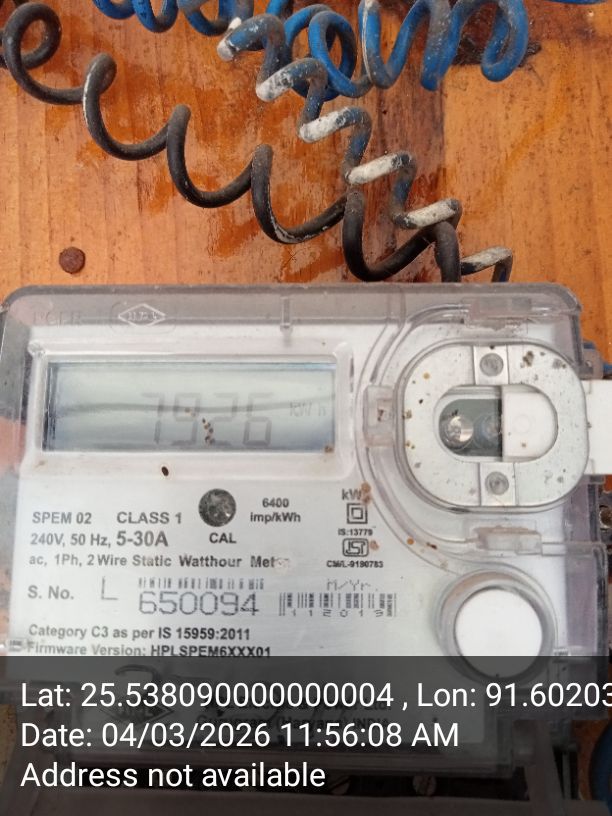 7926 kWh
SPEM 02 CLASS 1
6400
imp/kWh
240V, 50 Hz, 5-30A
CAL
ac, 1Ph, 2 Wire Static Watthour Meter
IS:13779
CM/L-9190783
S. No. L 650094
M/Yr.
Category C3 as per IS 15959:2011
Firmware Version: HPLSPEM6XXX01
Lat: 25.538090000000004 , Lon: 91.60203
Date: 04/03/2026 11:56:08 AM
Address not available